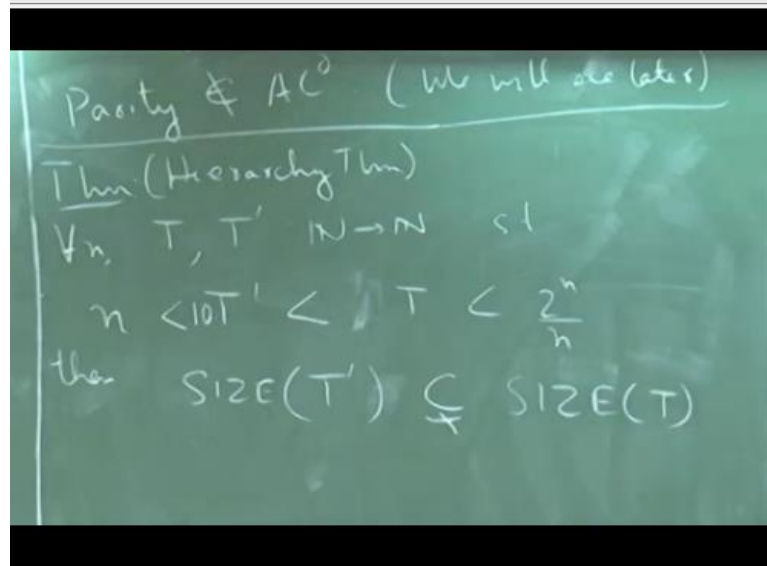 Parity ∉ AC⁰ (We will see later)
Thm (Hierarchy Thm)
∀n, T, T' ℕ→ℕ st
n < 10T' < T < 2ⁿ/n
then SIZE(T') ⊊ SIZE(T)